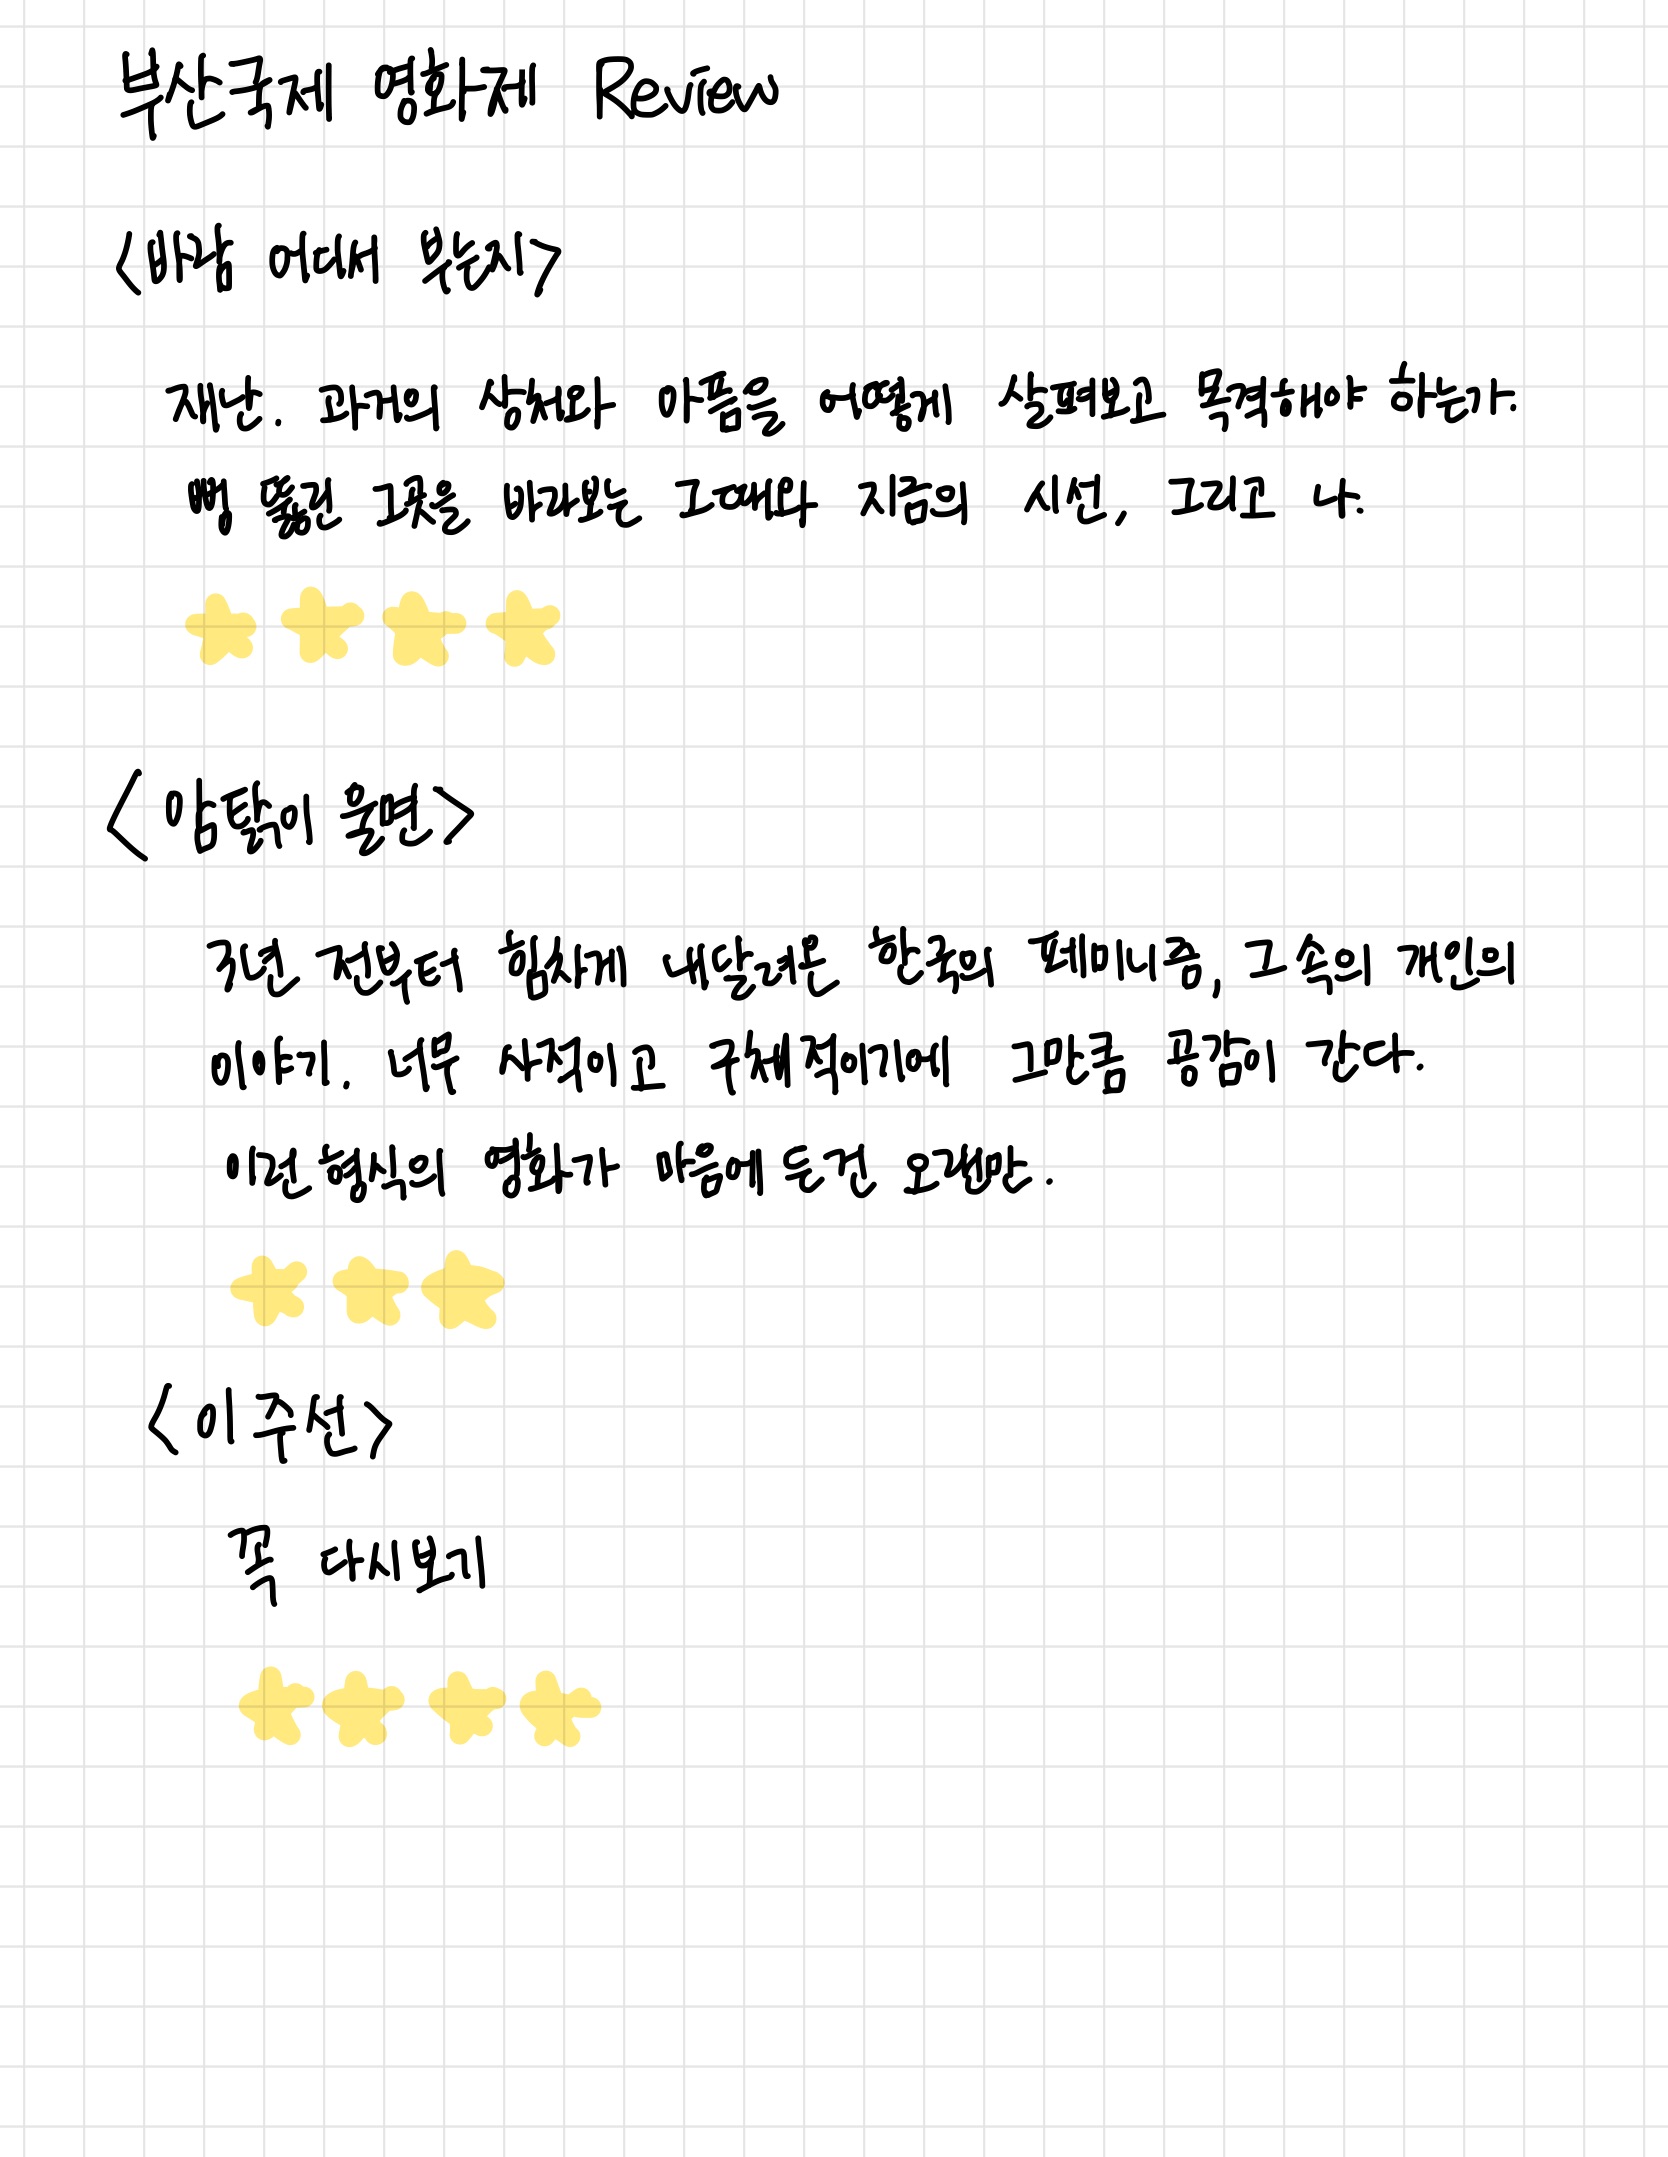 부산국제 영화제 Review
<바람 어디서 부는지>
재난. 과거의 상처와 아픔을 어떻게 살펴보고 목격해야 하는가.
뻥 뚫린 그곳을 바라보는 그때와 지금의 시선, 그리고 나.
<암탉이 울면>
3년 전부터 힘차게 내달려온 한국의 페미니즘, 그 속의 개인의
이야기. 너무 사적이고 구체적이기에 그만큼 공감이 간다.
이런 형식의 영화가 마음에 든건 오랜만.
<이주선>
꼭 다시보기